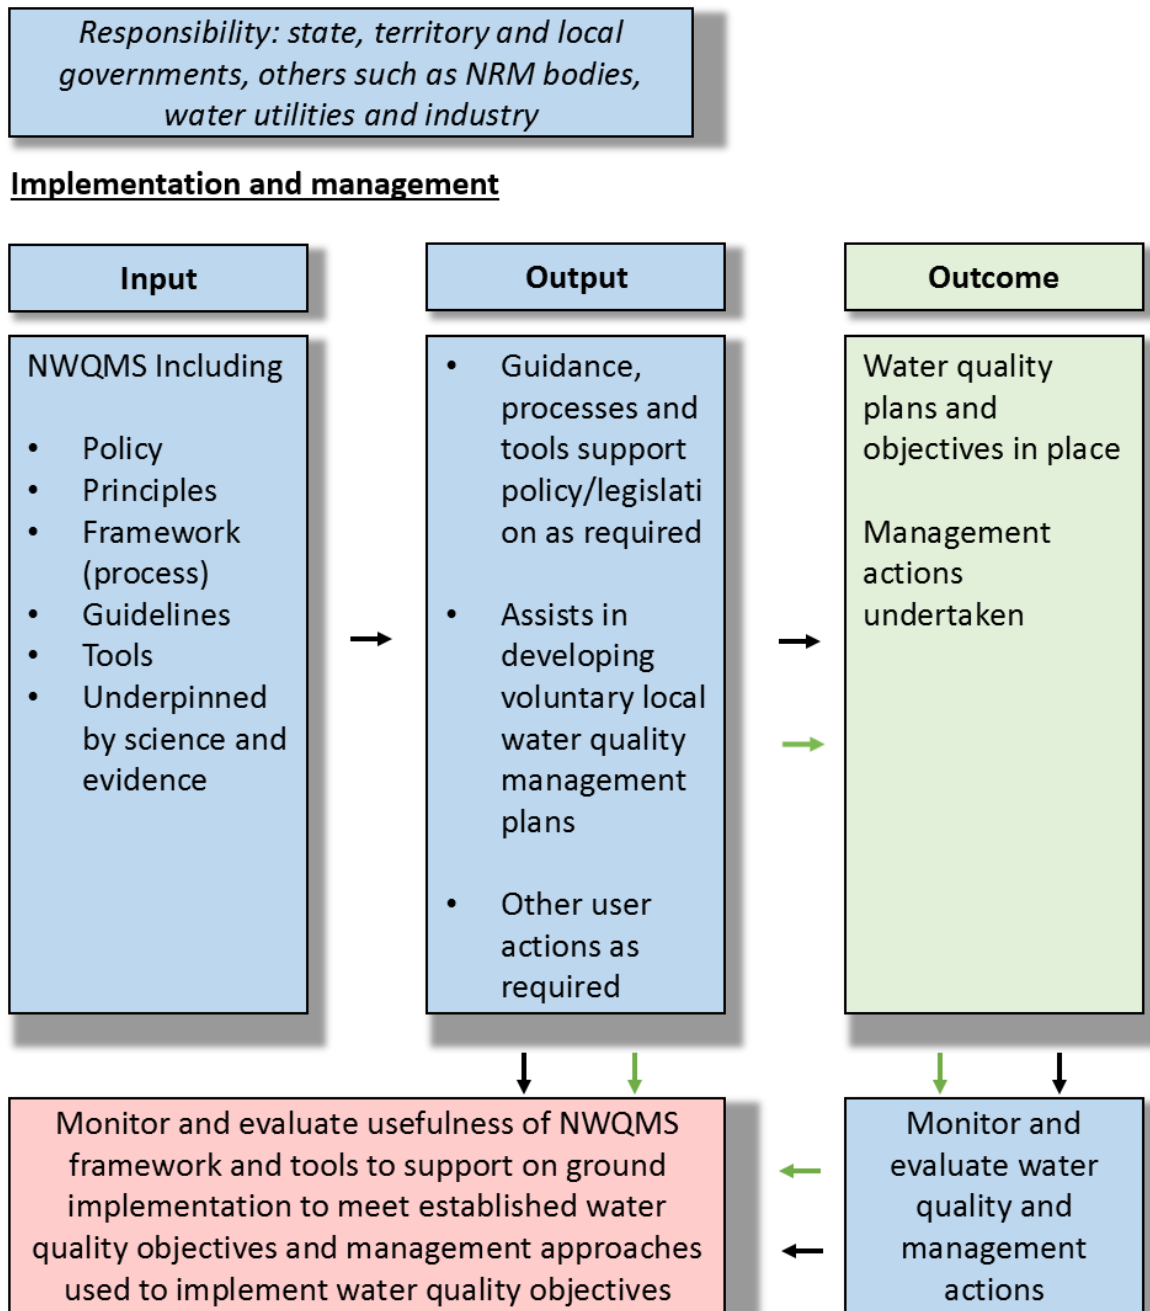 Responsibility: state, territory and local
governments, others such as NRM bodies,
water utilities and industry
Implementation and management
Input
NWQMS Including
• Policy
• Principles
• Framework
(process)
• Guidelines
• Tools
• Underpinned
by science and
evidence
Output
• Guidance,
processes and
tools support
policy/legislati
on as required
• Assists in
developing
voluntary local
water quality
management
plans
• Other user
actions as
required
Outcome
Water quality
plans and
objectives in place
Management
actions
undertaken
Monitor and evaluate usefulness of NWQMS
framework and tools to support on ground
implementation to meet established water
quality objectives and management approaches
used to implement water quality objectives
Monitor and
evaluate water
quality and
management
actions